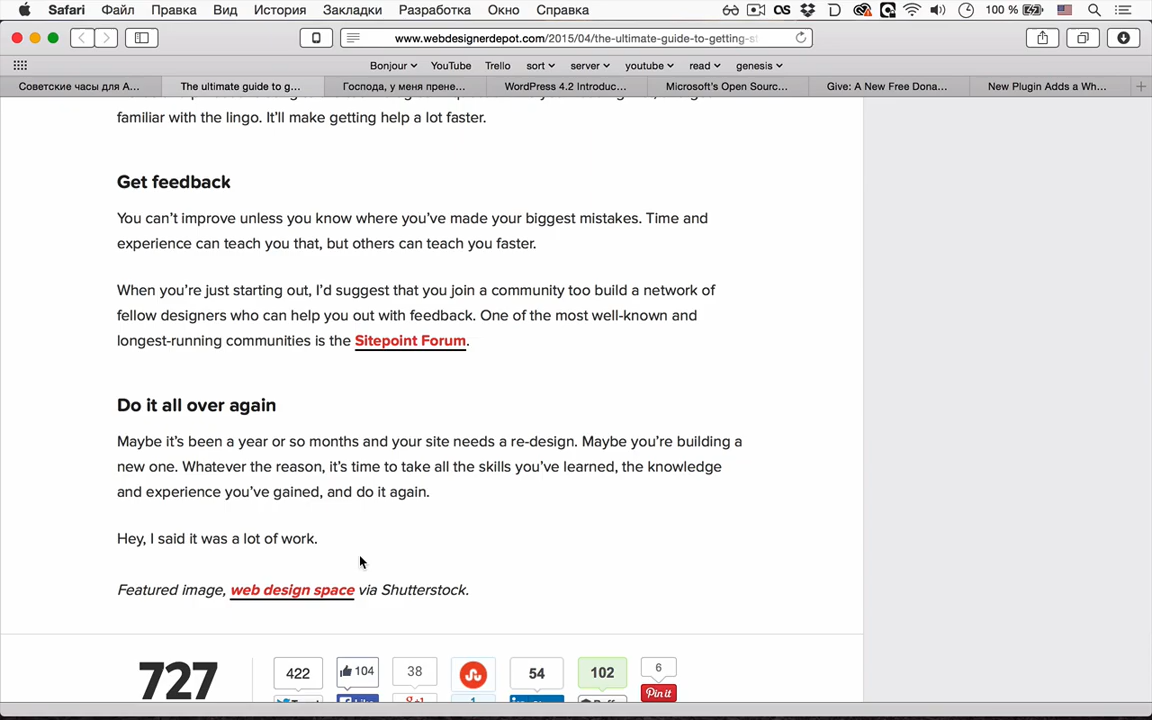 Safari Файл Правка Вид История Закладки Разработка Окно Справка 100 %
www.webdesignerdepot.com/2015/04/the-ultimate-guide-to-getting-s
Bonjour YouTube Trello sort server youtube read genesis
Советские часы для A... The ultimate guide to g... Господа, у меня прене... WordPress 4.2 Introduc... Microsoft's Open Sourc... Give: A New Free Dona... New Plugin Adds a Wh...
familiar with the lingo. It'll make getting help a lot faster.
Get feedback
You can't improve unless you know where you've made your biggest mistakes. Time and
experience can teach you that, but others can teach you faster.
When you're just starting out, I'd suggest that you join a community too build a network of
fellow designers who can help you out with feedback. One of the most well-known and
longest-running communities is the Sitepoint Forum.
Do it all over again
Maybe it's been a year or so months and your site needs a re-design. Maybe you're building a
new one. Whatever the reason, it's time to take all the skills you've learned, the knowledge
and experience you've gained, and do it again.
Hey, I said it was a lot of work.
Featured image, web design space via Shutterstock.
727 422 104 38 54 102 6
Pin it